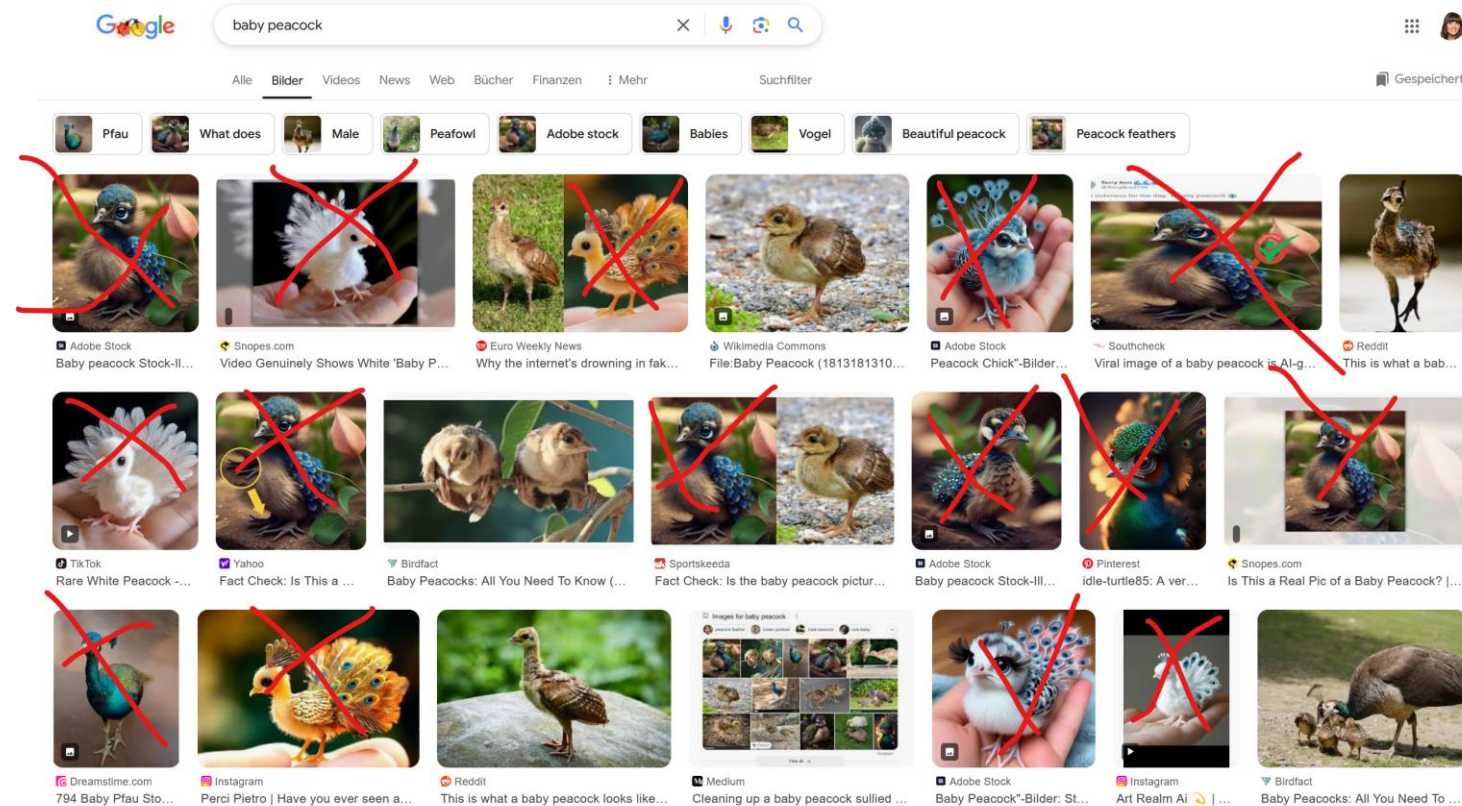 Google
baby peacock
Alle Bilder Videos News Web Bücher Finanzen Mehr Suchfilter Gespeichert
Pfau What does Male Peafowl Adobe stock Babies Vogel Beautiful peacock Peacock feathers
Adobe Stock
Baby peacock Stock-Il...
Snopes.com
Video Genuinely Shows White 'Baby P...
Euro Weekly News
Why the internet's drowning in fak...
Wikimedia Commons
File:Baby Peacock (1813181310...
Adobe Stock
Peacock Chick"-Bilder...
Southcheck
Viral image of a baby peacock is AI-g...
Reddit
This is what a bab...
TikTok
Rare White Peacock -...
Yahoo
Fact Check: Is This a ...
Birdfact
Baby Peacocks: All You Need To Know (...
Sportskeeda
Fact Check: Is the baby peacock pictur...
Adobe Stock
Baby peacock Stock-Ill...
Pinterest
idle-turtle85: A ver...
Snopes.com
Is This a Real Pic of a Baby Peacock? |...
Images for baby peacock
View all
Dreamstime.com
794 Baby Pfau Sto...
Instagram
Perci Pietro | Have you ever seen a...
Reddit
This is what a baby peacock looks like...
Medium
Cleaning up a baby peacock sullied ...
Adobe Stock
Baby Peacock"-Bilder: St...
Instagram
Art Realm Ai 💫 | ...
Birdfact
Baby Peacocks: All You Need To ...